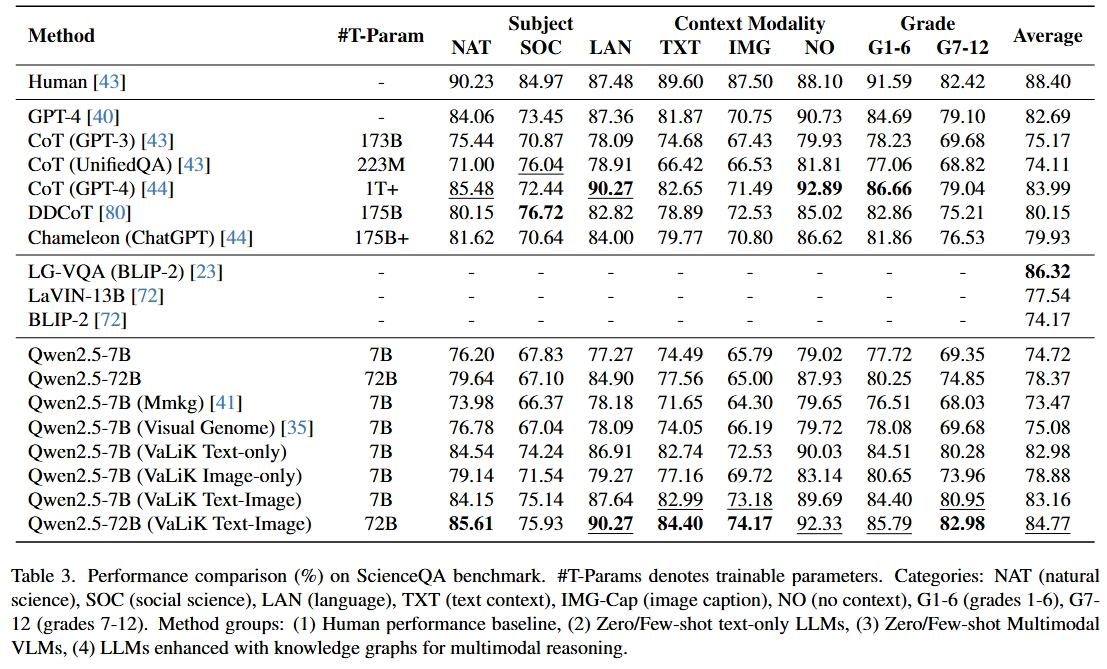 Method #T-Param Subject Context Modality Grade Average
NAT SOC LAN TXT IMG NO G1-6 G7-12
Human [43] - 90.23 84.97 87.48 89.60 87.50 88.10 91.59 82.42 88.40
GPT-4 [40] - 84.06 73.45 87.36 81.87 70.75 90.73 84.69 79.10 82.69
CoT (GPT-3) [43] 173B 75.44 70.87 78.09 74.68 67.43 79.93 78.23 69.68 75.17
CoT (UnifiedQA) [43] 223M 71.00 76.04 78.91 66.42 66.53 81.81 77.06 68.82 74.11
CoT (GPT-4) [44] 1T+ 85.48 72.44 90.27 82.65 71.49 92.89 86.66 79.04 83.99
DDCoT [80] 175B 80.15 76.72 82.82 78.89 72.53 85.02 82.86 75.21 80.15
Chameleon (ChatGPT) [44] 175B+ 81.62 70.64 84.00 79.77 70.80 86.62 81.86 76.53 79.93
LG-VQA (BLIP-2) [23] - - - - - - - - - 86.32
LaVIN-13B [72] - - - - - - - - - 77.54
BLIP-2 [72] - - - - - - - - - 74.17
Qwen2.5-7B 7B 76.20 67.83 77.27 74.49 65.79 79.02 77.72 69.35 74.72
Qwen2.5-72B 72B 79.64 67.10 84.90 77.56 65.00 87.93 80.25 74.85 78.37
Qwen2.5-7B (Mmkg) [41] 7B 73.98 66.37 78.18 71.65 64.30 79.65 76.51 68.03 73.47
Qwen2.5-7B (Visual Genome) [35] 7B 76.78 67.04 78.09 74.05 66.19 79.72 78.08 69.68 75.08
Qwen2.5-7B (VaLiK Text-only) 7B 84.54 74.24 86.91 82.74 72.53 90.03 84.51 80.28 82.98
Qwen2.5-7B (VaLiK Image-only) 7B 79.14 71.54 79.27 77.16 69.72 83.14 80.65 73.96 78.88
Qwen2.5-7B (VaLiK Text-Image) 7B 84.15 75.14 87.64 82.99 73.18 89.69 84.40 80.95 83.16
Qwen2.5-72B (VaLiK Text-Image) 72B 85.61 75.93 90.27 84.40 74.17 92.33 85.79 82.98 84.77
Table 3. Performance comparison (%) on ScienceQA benchmark. #T-Params denotes trainable parameters. Categories: NAT (natural
science), SOC (social science), LAN (language), TXT (text context), IMG-Cap (image caption), NO (no context), G1-6 (grades 1-6), G7-
12 (grades 7-12). Method groups: (1) Human performance baseline, (2) Zero/Few-shot text-only LLMs, (3) Zero/Few-shot Multimodal
VLMs, (4) LLMs enhanced with knowledge graphs for multimodal reasoning.